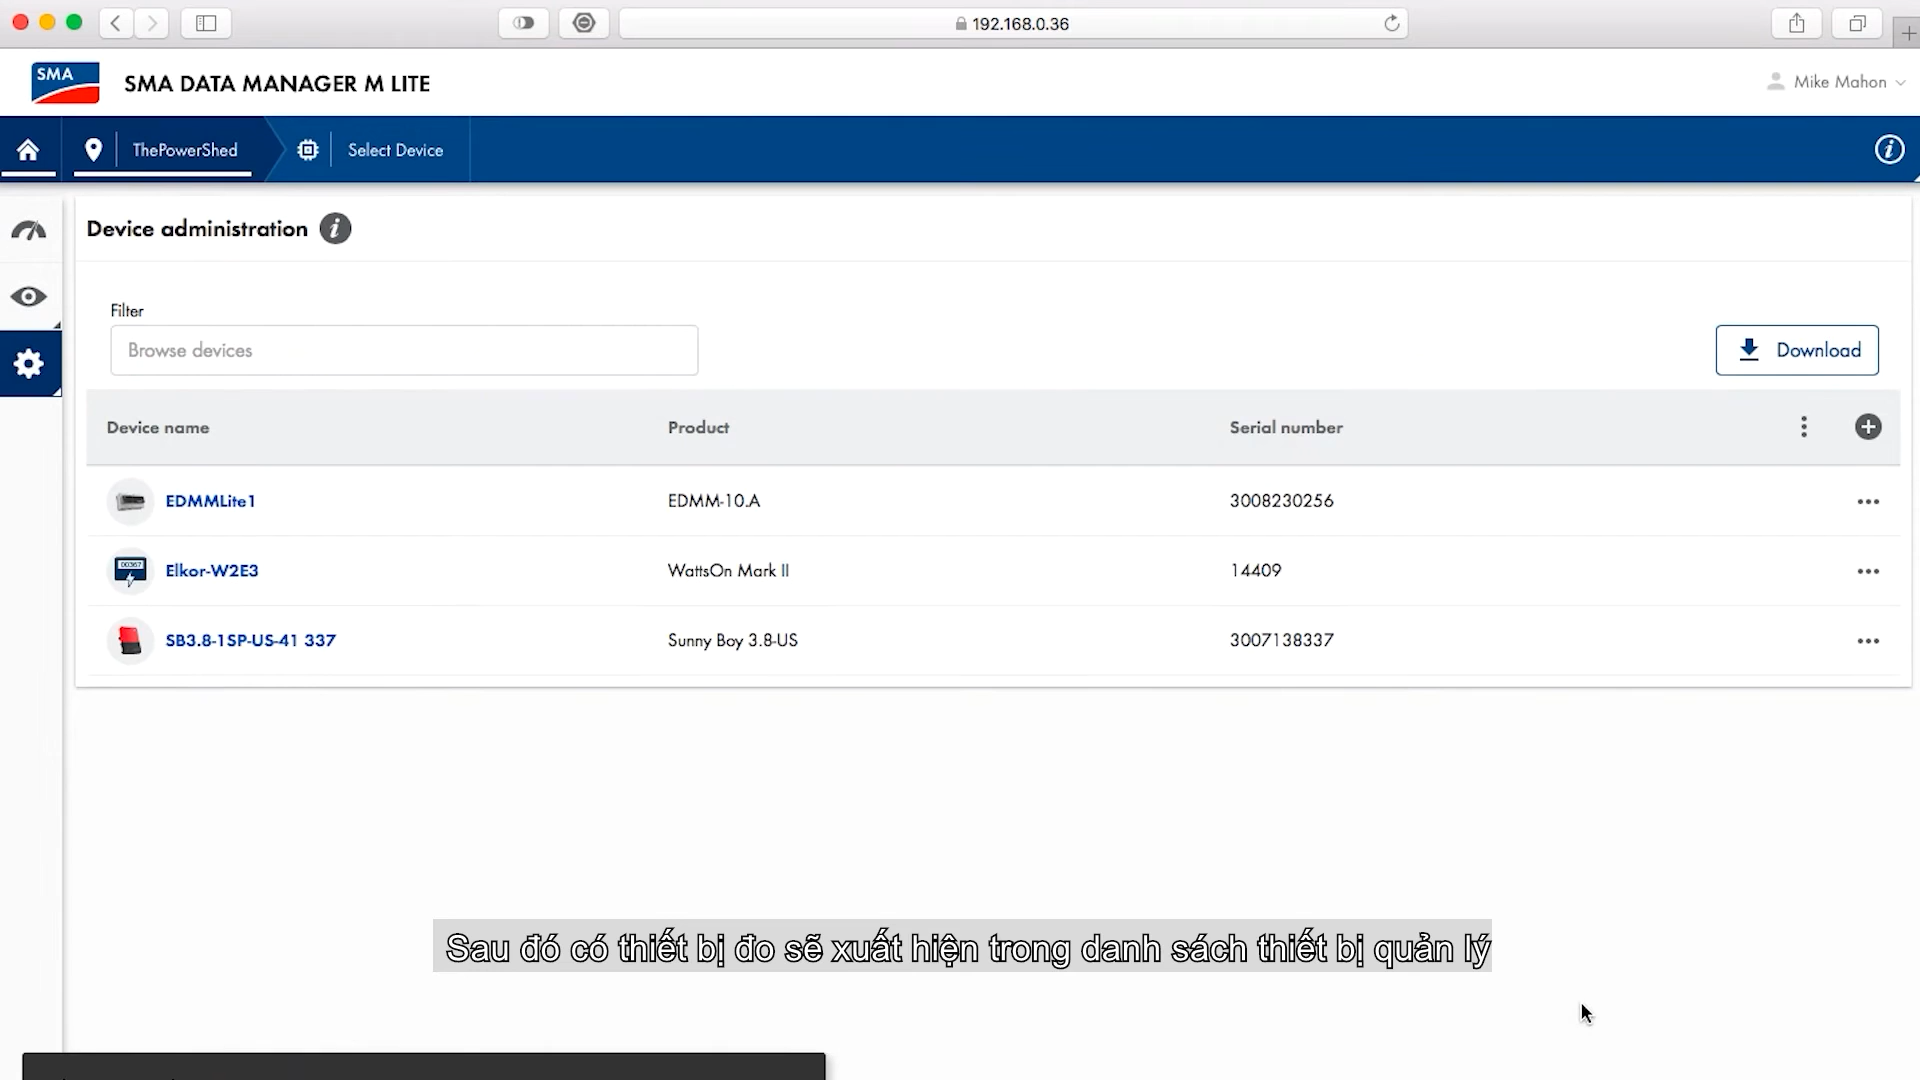 192.168.0.36
SMA
SMA DATA MANAGER M LITE
Mike Mahon
ThePowerShed
Select Device
Device administration
Filter
Browse devices
Download
Device name Product Serial number
EDMMLite1 EDMM-10.A 3008230256
Elkor-W2E3 WattsOn Mark II 14409
SB3.8-1SP-US-41 337 Sunny Boy 3.8-US 3007138337
Sau đó có thiết bị đo sẽ xuất hiện trong danh sách thiết bị quản lý